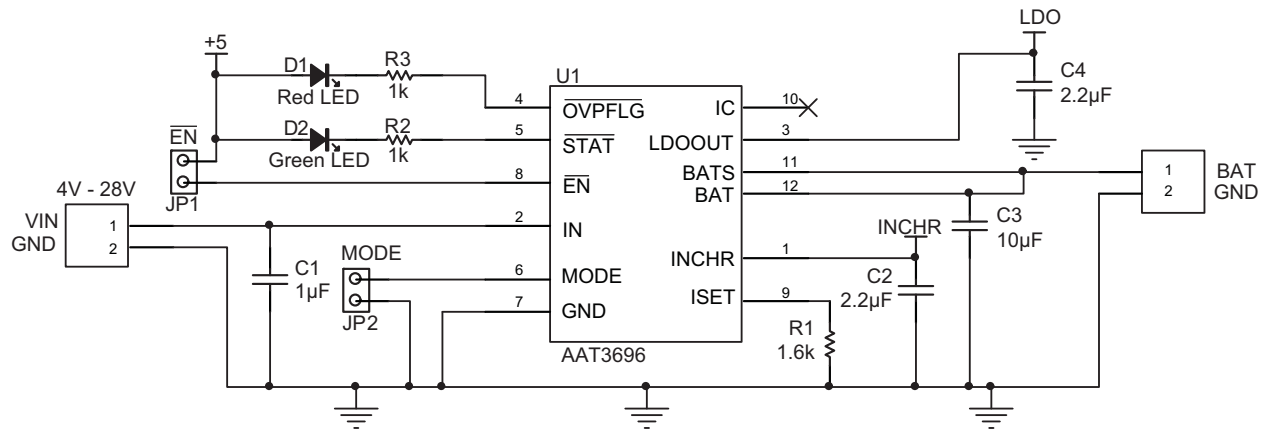 LDO
+5
D1
R3
C4
2.2µF
Red LED
1k
U1
4
OVPFLG
IC
10
EN
D2
R2
5
STAT
LDOOUT
3
Green LED
1k
BATS
11
1
BAT
8
EN
BAT
12
2
GND
JP1
4V - 28V
VIN
1
2
IN
C3
10µF
GND
2
MODE
INCHR
INCHR
1
C1
1µF
6
MODE
C2
2.2µF
ISET
9
7
GND
JP2
R1
1.6k
AAT3696